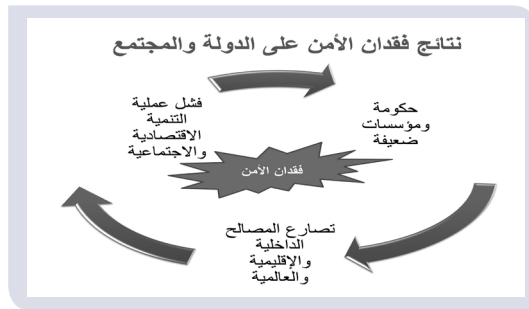 نتائج فقدان الأمن على الدولة والمجتمع
حكومة
ومؤسسات
ضعيفة
فشل عملية
التنمية
الاقتصادية
والاجتماعية
فقدان الأمن
تصارع المصالح
الداخلية
والإقليمية
والعالمية